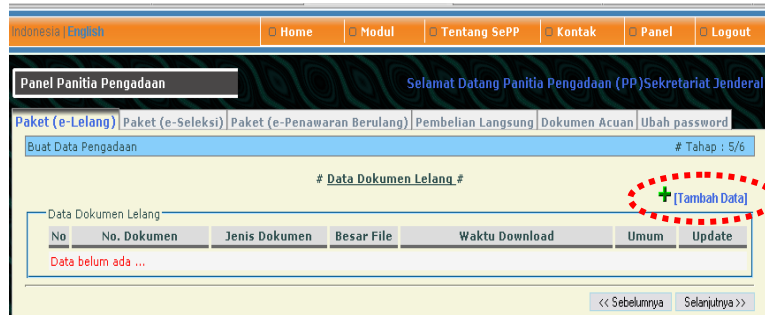 Indonesia | English Home Modul Tentang SePP Kontak Panel Logout
Panel Panitia Pengadaan Selamat Datang Panitia Pengadaan (PP)Sekretariat Jenderal
Paket (e-Lelang) Paket (e-Seleksi) Paket (e-Penawaran Berulang) Pembelian Langsung Dokumen Acuan Ubah password
Buat Data Pengadaan # Tahap : 5/6
# Data Dokumen Lelang #
[Tambah Data]
Data Dokumen Lelang
No No. Dokumen Jenis Dokumen Besar File Waktu Download Umum Update
Data belum ada ...
<< Sebelumnya Selanjutnya >>